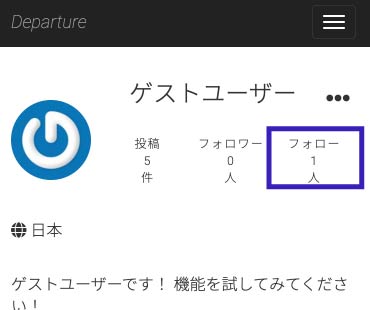 Departure
ゲストユーザー
投稿 フォロワー フォロー
5 0 1
件 人 人
日本
ゲストユーザーです！ 機能を試してみてくださ
い！